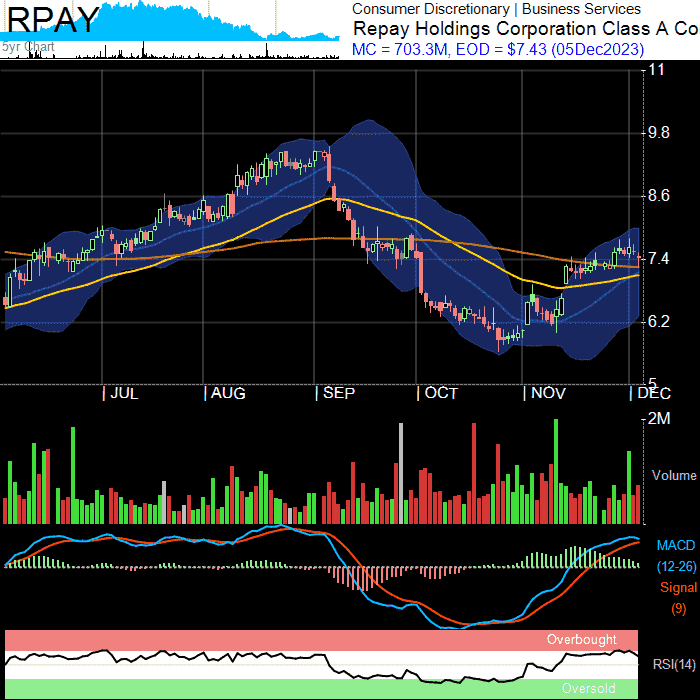 RPAY
5yr Chart
Consumer Discretionary | Business Services
Repay Holdings Corporation Class A Co
MC = 703.3M, EOD = $7.43 (05Dec2023)
11
9.8
8.6
7.4
6.2
5
JUL AUG SEP OCT NOV DEC
2M
Volume
MACD
(12-26)
Signal
(9)
Overbought
RSI(14)
Oversold